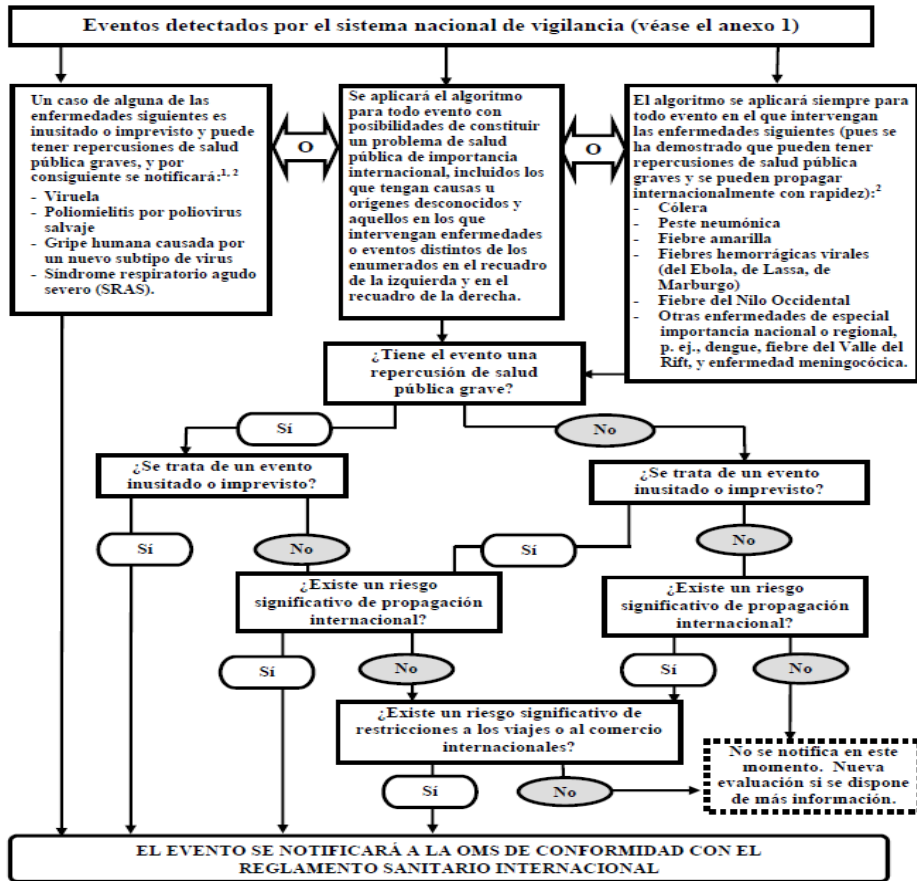 Eventos detectados por el sistema nacional de vigilancia (véase el anexo 1)
Un caso de alguna de las
enfermedades siguientes es
inusitado o imprevisto y puede
tener repercusiones de salud
pública graves, y por
consiguiente se notificará:1, 2
- Viruela
- Poliomielitis por poliovirus
salvaje
- Gripe humana causada por
un nuevo subtipo de virus
- Síndrome respiratorio agudo
severo (SRAS).
O
Se aplicará el algoritmo
para todo evento con
posibilidades de constituir
un problema de salud
pública de importancia
internacional, incluidos los
que tengan causas u
orígenes desconocidos y
aquellos en los que
intervengan enfermedades
o eventos distintos de los
enumerados en el recuadro
de la izquierda y en el
recuadro de la derecha.
O
El algoritmo se aplicará siempre para
todo evento en el que intervengan
las enfermedades siguientes (pues se
ha demostrado que pueden tener
repercusiones de salud pública
graves y se pueden propagar
internacionalmente con rapidez):2
- Cólera
- Peste neumónica
- Fiebre amarilla
- Fiebres hemorrágicas virales
(del Ebola, de Lassa, de
Marburgo)
- Fiebre del Nilo Occidental
- Otras enfermedades de especial
importancia nacional o regional,
p. ej., dengue, fiebre del Valle del
Rift, y enfermedad meningocócica.
¿Tiene el evento una
repercusión de salud
pública grave?
Sí
No
¿Se trata de un evento
inusitado o imprevisto?
¿Se trata de un evento
inusitado o imprevisto?
Sí
No
Sí
No
¿Existe un riesgo
significativo de propagación
internacional?
¿Existe un riesgo
significativo de propagación
internacional?
Sí
No
Sí
No
¿Existe un riesgo significativo de
restricciones a los viajes o al comercio
internacionales?
No se notifica en este
momento. Nueva
evaluación si se dispone
de más información.
Sí
No
EL EVENTO SE NOTIFICARÁ A LA OMS DE CONFORMIDAD CON EL
REGLAMENTO SANITARIO INTERNACIONAL